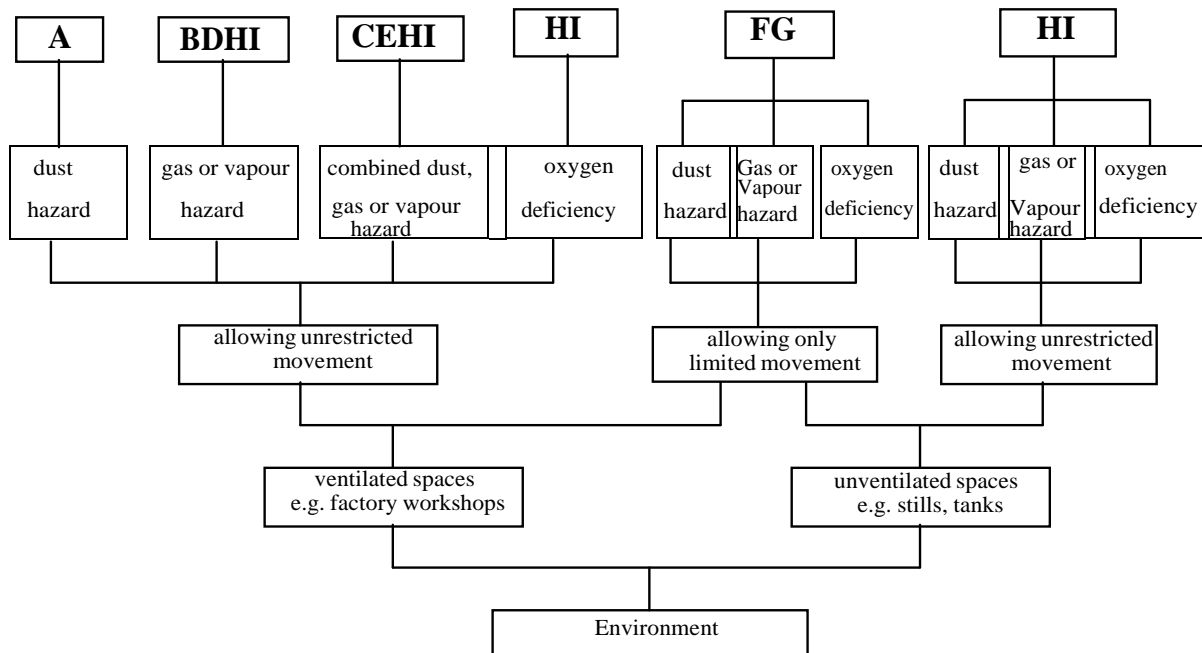 A
BDHI
CEHI
HI
FG
HI
dust
hazard
gas or vapour
hazard
combined dust,
gas or vapour
hazard
oxygen
deficiency
dust
hazard
Gas or
Vapour
hazard
oxygen
deficiency
dust
hazard
gas or
Vapour
hazard
oxygen
deficiency
allowing unrestricted
movement
allowing only
limited movement
allowing unrestricted
movement
ventilated spaces
e.g. factory workshops
unventilated spaces
e.g. stills, tanks
Environment